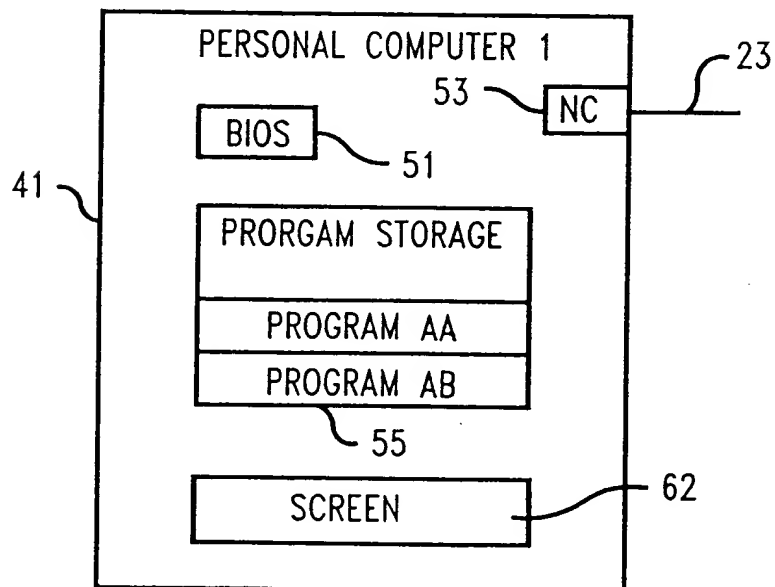 PERSONAL COMPUTER 1
23
53
NC
BIOS
51
41
PRORGAM STORAGE
PROGRAM AA
PROGRAM AB
55
SCREEN
62